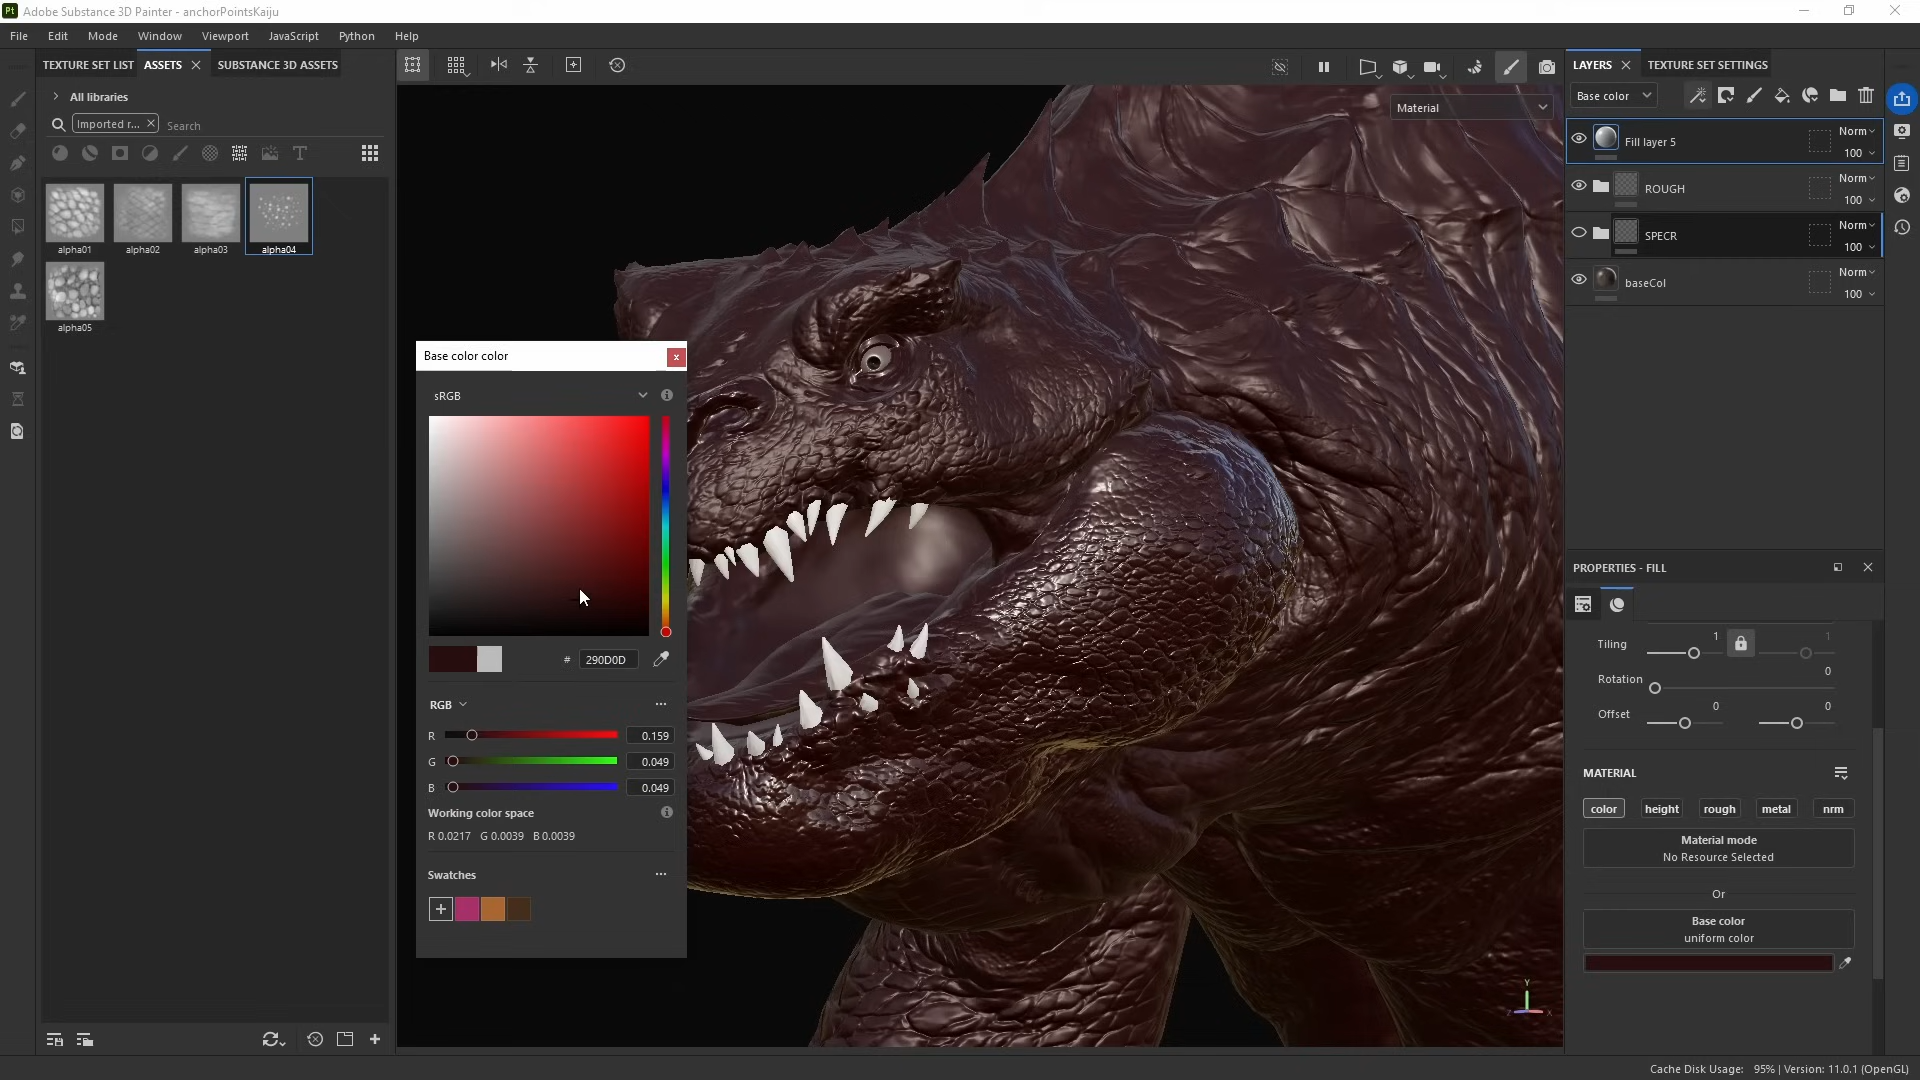 Pt Adobe Substance 3D Painter - anchorPointsKaiju
File Edit Mode Window Viewport JavaScript Python Help
TEXTURE SET LIST ASSETS SUBSTANCE 3D ASSETS
All libraries
Imported r... Search
alpha01 alpha02 alpha03 alpha04
alpha05
Material
Base color color
sRGB
# 290D0D
RGB
R 0.159
G 0.049
B 0.049
Working color space
R 0.0217 G 0.0039 B 0.0039
Swatches
Y
LAYERS TEXTURE SET SETTINGS
Base color
Fill layer 5 Norm 100
ROUGH Norm 100
SPECR Norm 100
baseCol Norm 100
PROPERTIES - FILL
Tiling 1 1
Rotation 0
Offset 0 0
MATERIAL
color height rough metal nrm
Material mode
No Resource Selected
Or
Base color
uniform color
Cache Disk Usage: 95% | Version: 11.0.1 (OpenGL)